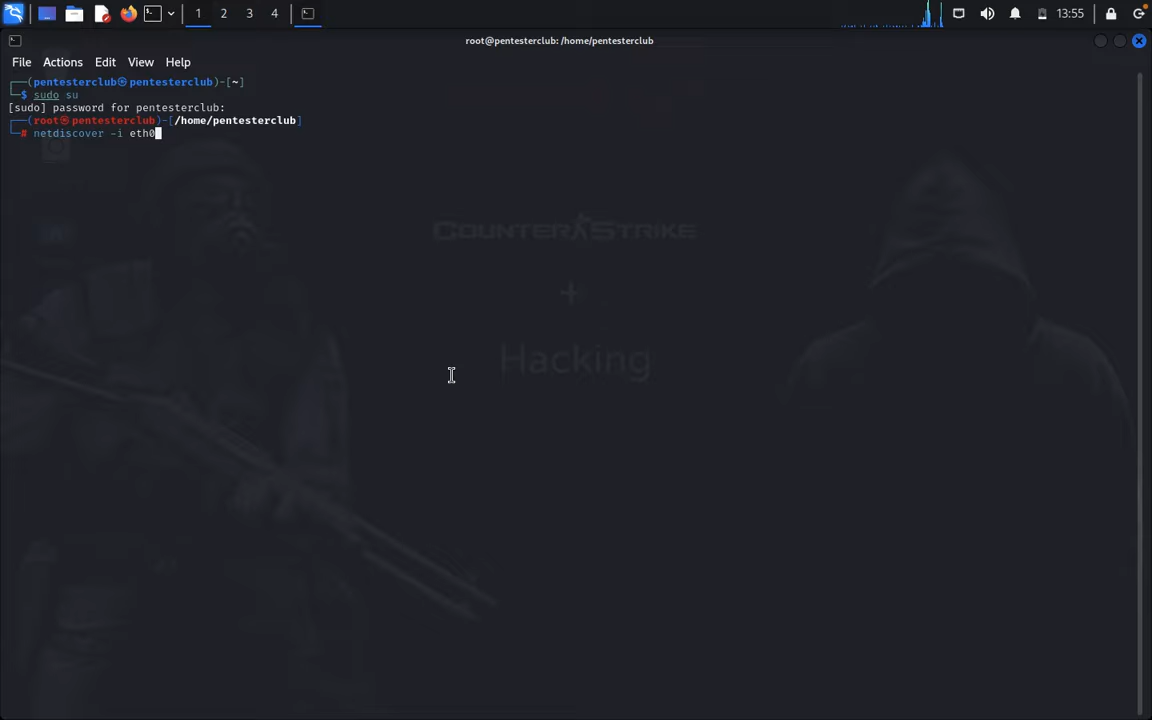 1 2 3 4 13:55
root@pentesterclub: /home/pentesterclub
File Actions Edit View Help
┌──(pentesterclub㉿pentesterclub)-[~]
└─$ sudo su
[sudo] password for pentesterclub:
┌──(root㉿pentesterclub)-[/home/pentesterclub]
└─# netdiscover -i eth0
COUNTER STRIKE
+
Hacking